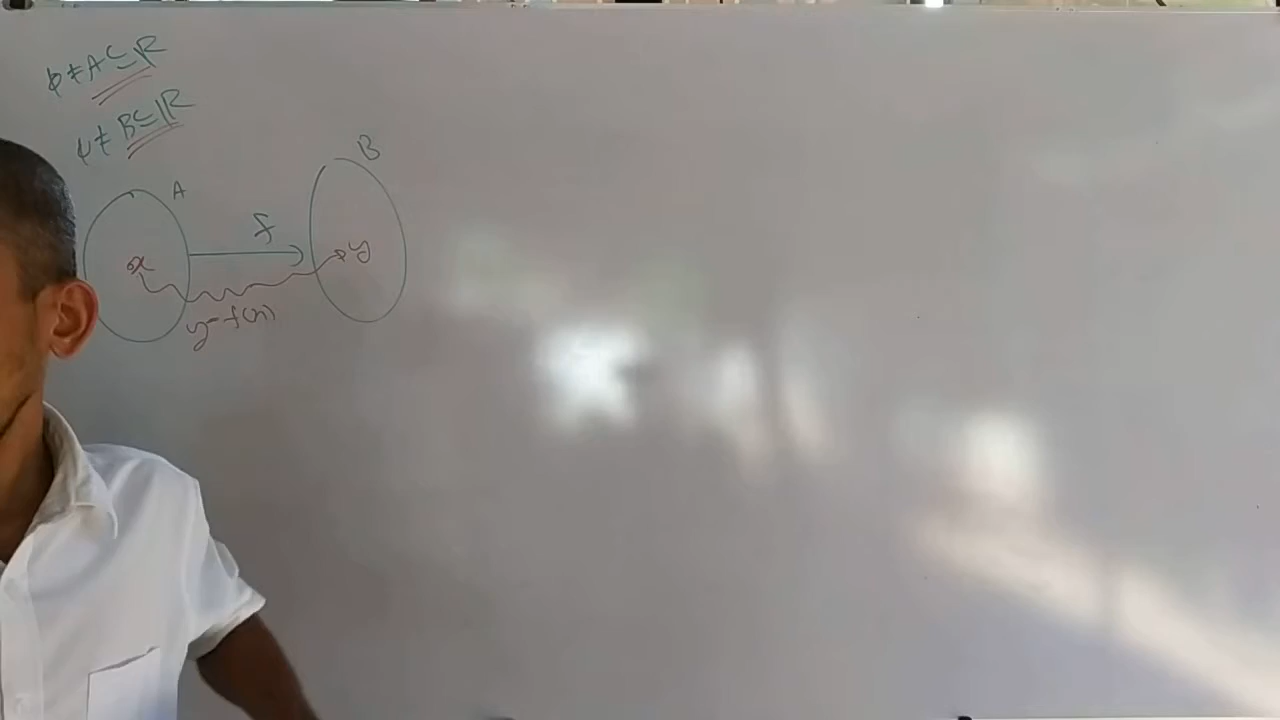 ϕ ≠ A ⊆ ℝ
ϕ ≠ B ⊆ ℝ
A
B
f
x
y
y = f(x)